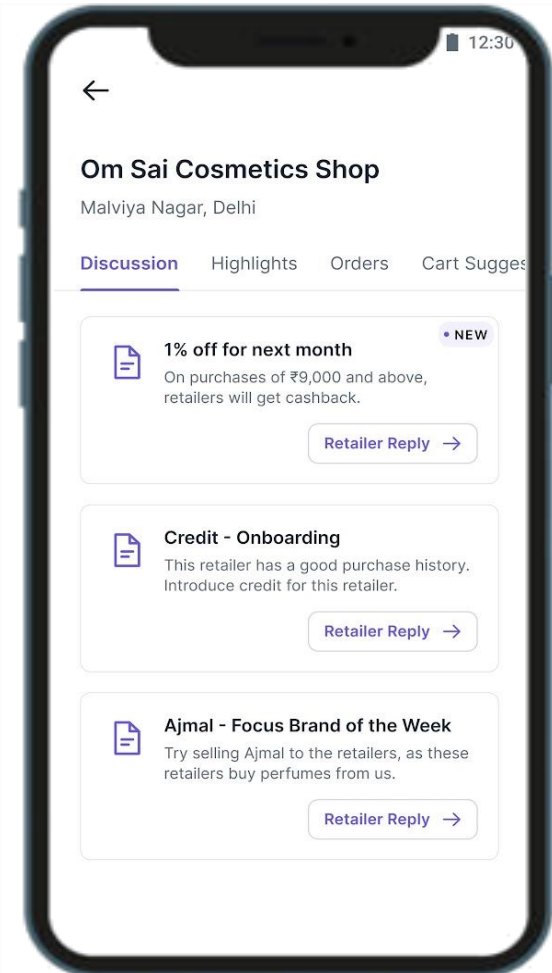 12:30
Om Sai Cosmetics Shop
Malviya Nagar, Delhi
Discussion Highlights Orders Cart Sugges
• NEW
1% off for next month
On purchases of ₹9,000 and above,
retailers will get cashback.
Retailer Reply →
Credit - Onboarding
This retailer has a good purchase history.
Introduce credit for this retailer.
Retailer Reply →
Ajmal - Focus Brand of the Week
Try selling Ajmal to the retailers, as these
retailers buy perfumes from us.
Retailer Reply →